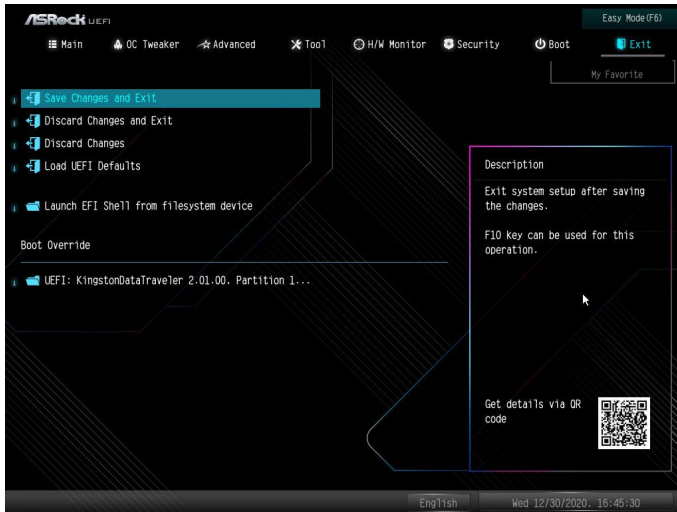 ASRock UEFI
Easy Mode(F6)
Main OC Tweaker Advanced Tool H/W Monitor Security Boot Exit
My Favorite
Save Changes and Exit
Discard Changes and Exit
Discard Changes
Load UEFI Defaults
Launch EFI Shell from filesystem device
Boot Override
UEFI: KingstonDataTraveler 2.01.00, Partition 1...
Description
Exit system setup after saving
the changes.
F10 key can be used for this
operation.
Get details via QR
code
English
Wed 12/30/2020. 16:45:30